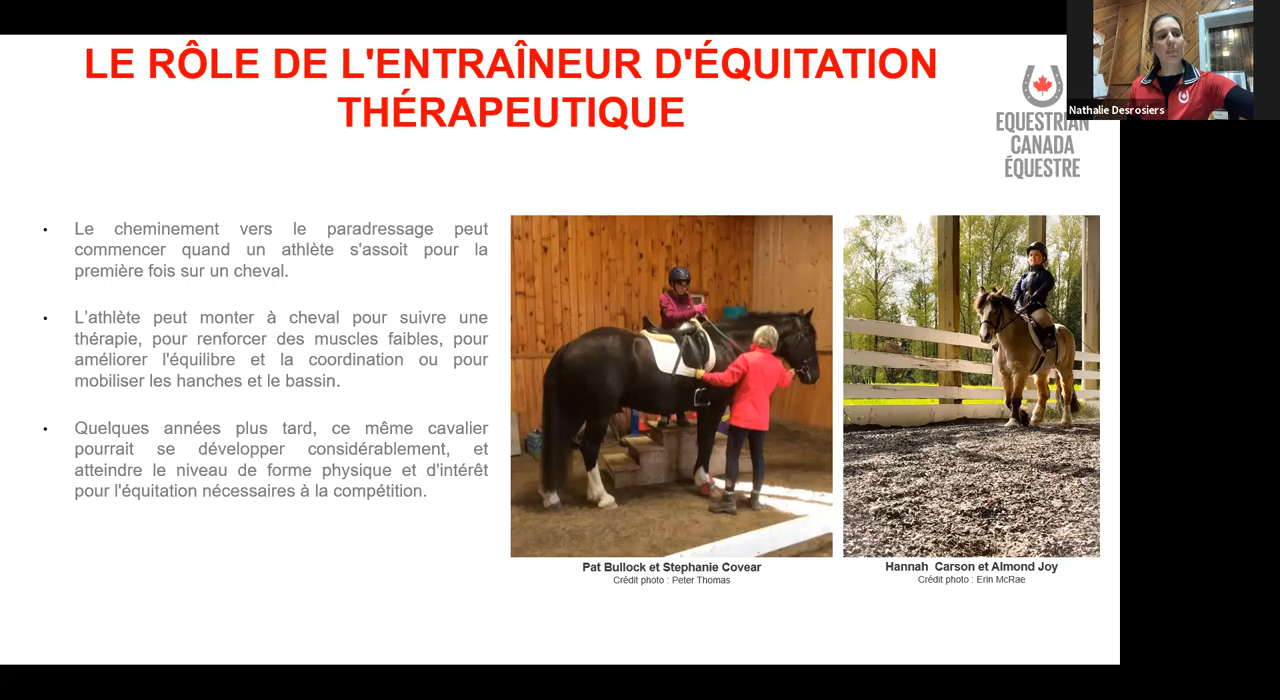 LE RÔLE DE L'ENTRAÎNEUR D'ÉQUITATION
THÉRAPEUTIQUE
Nathalie Desrosiers
EQUESTRIAN
CANADA
ÉQUESTRE
• Le cheminement vers le paradressage peut
commencer quand un athlète s'assoit pour la
première fois sur un cheval.
• L’athlète peut monter à cheval pour suivre une
thérapie, pour renforcer des muscles faibles, pour
améliorer l'équilibre et la coordination ou pour
mobiliser les hanches et le bassin.
• Quelques années plus tard, ce même cavalier
pourrait se développer considérablement, et
atteindre le niveau de forme physique et d'intérêt
pour l'équitation nécessaires à la compétition.
Pat Bullock et Stephanie Covear
Crédit photo : Peter Thomas
Hannah Carson et Almond Joy
Crédit photo : Erin McRae